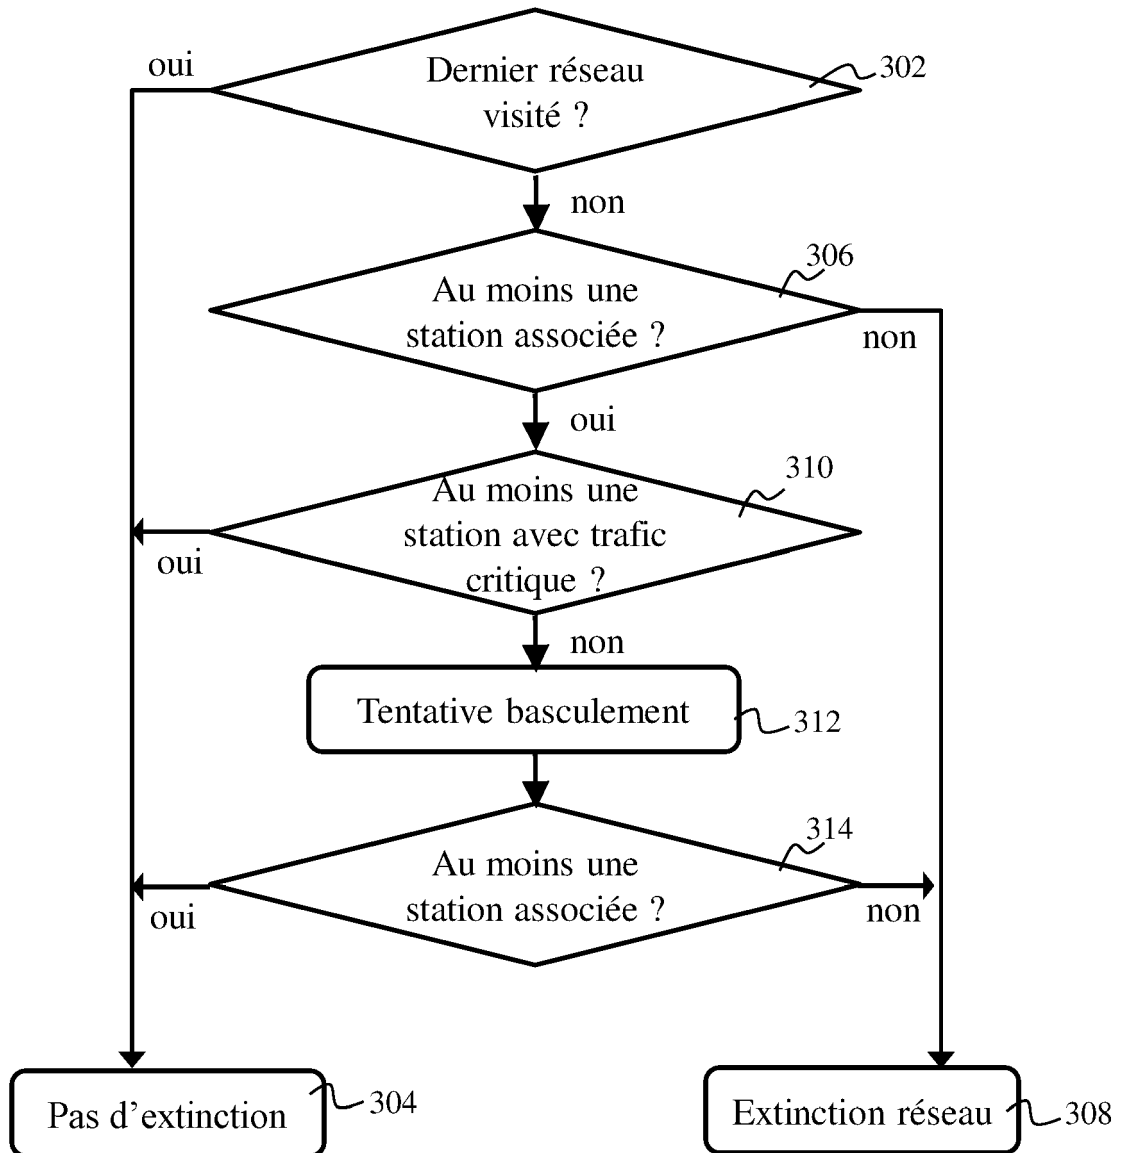 oui
Dernier réseau
visité ?
302
non
306
Au moins une
station associée ?
non
oui
310
Au moins une
station avec trafic
critique ?
oui
non
Tentative basculement
312
314
Au moins une
station associée ?
oui
non
Pas d'extinction
304
Extinction réseau
308